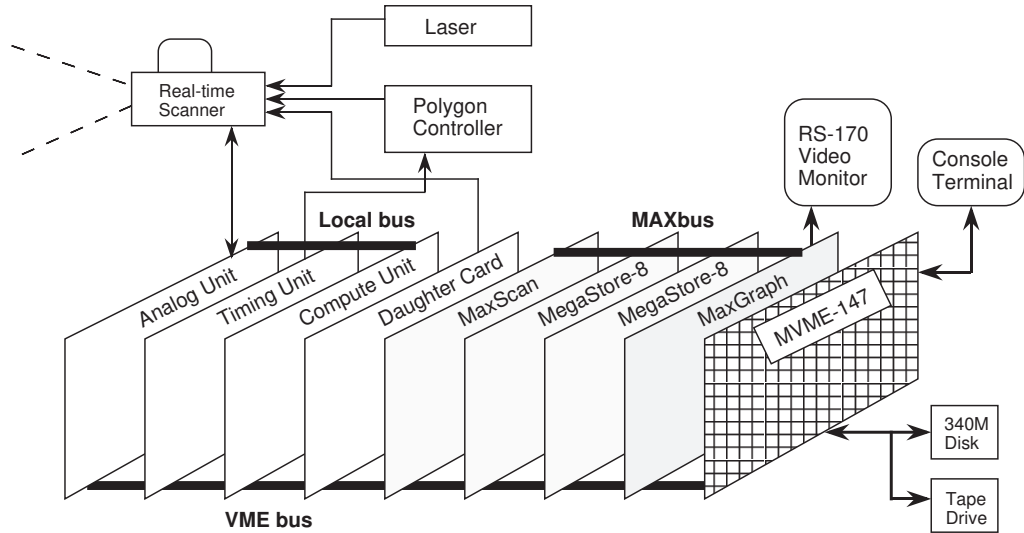 Laser
Real-time
Scanner
Polygon
Controller
RS-170
Video
Monitor
Console
Terminal
Local bus
MAXbus
Analog Unit
Timing Unit
Compute Unit
Daughter Card
MaxScan
MegaStore-8
MegaStore-8
MaxGraph
MVME-147
340M
Disk
Tape
Drive
VME bus